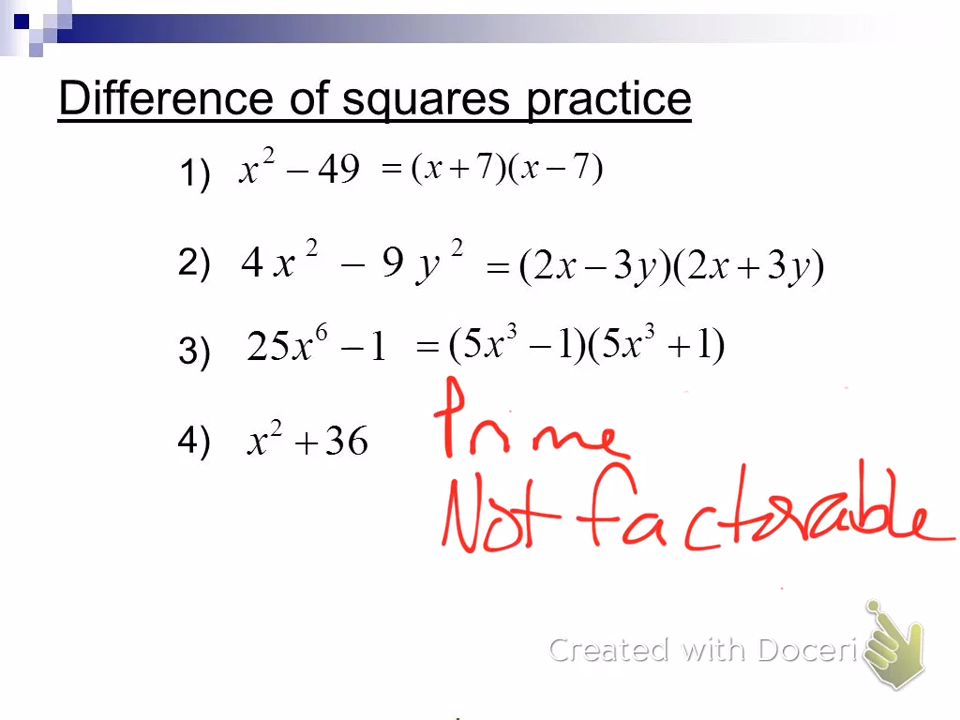 Difference of squares practice
1) x² − 49 = (x + 7)(x − 7)
2) 4x² − 9y² = (2x − 3y)(2x + 3y)
3) 25x⁶ − 1 = (5x³ − 1)(5x³ + 1)
4) x² + 36 Prime
Not factorable
Created with Doceri